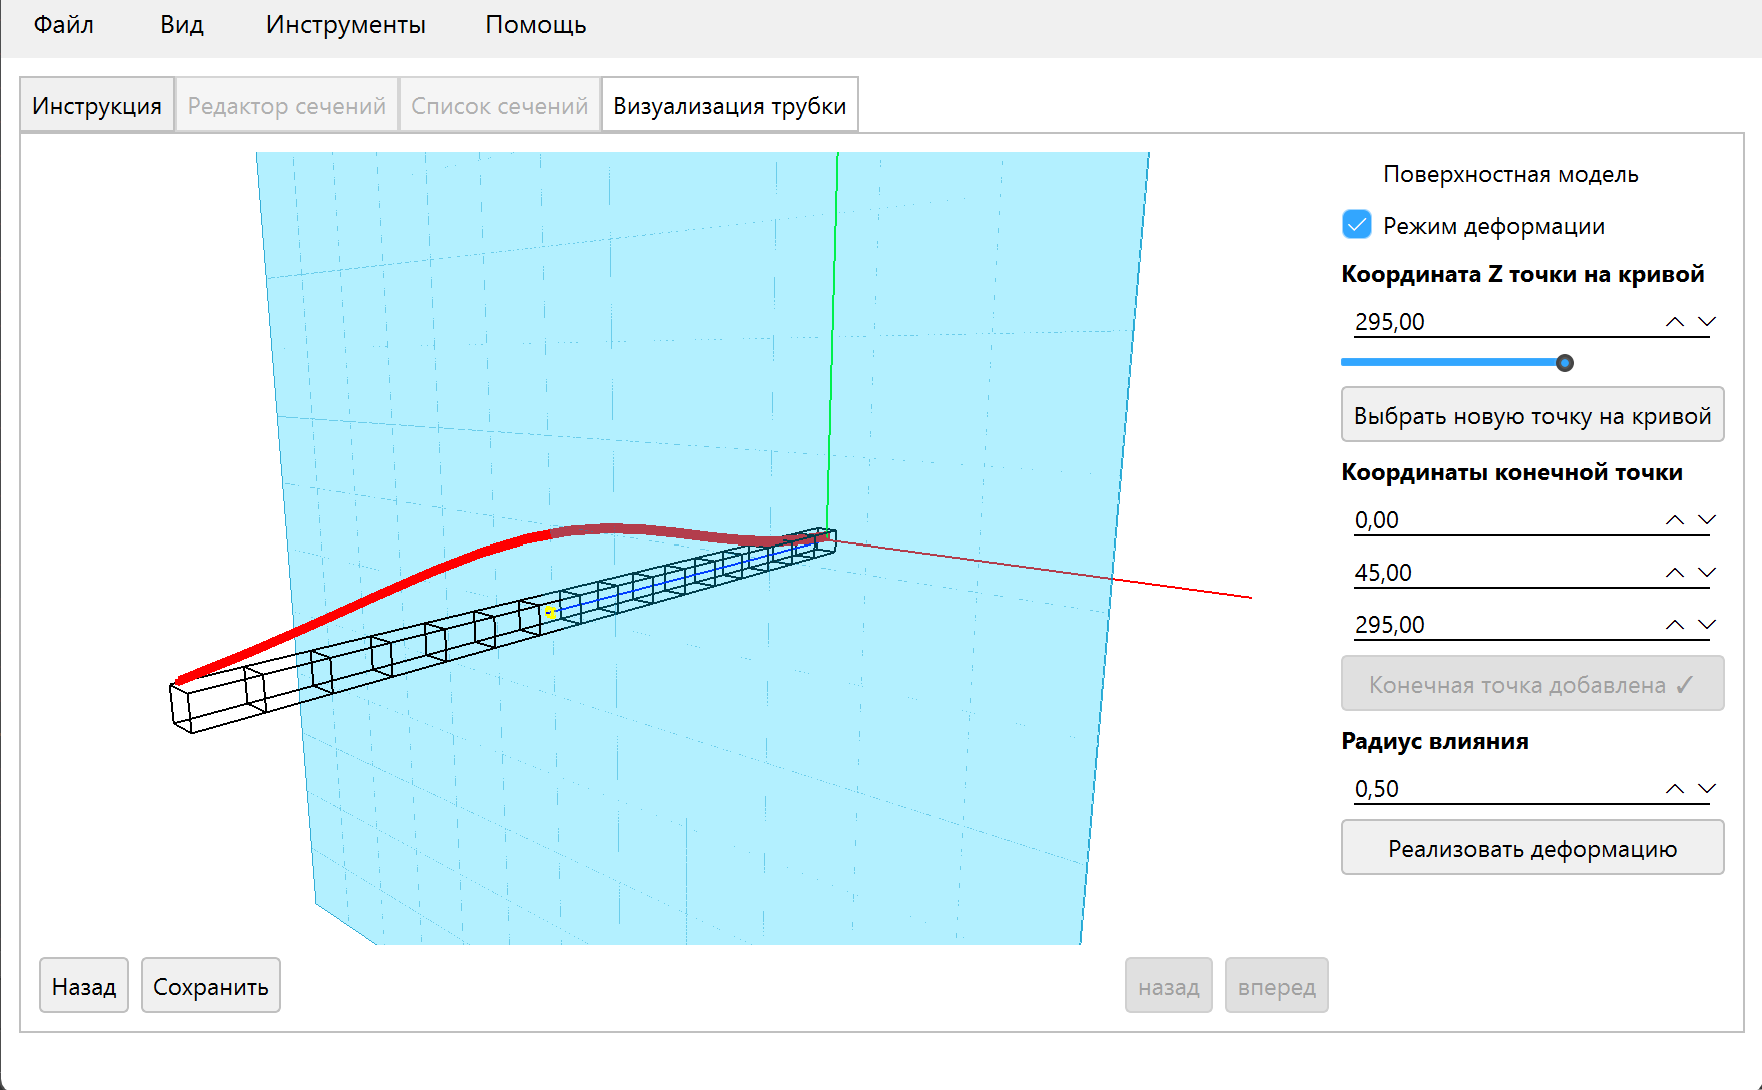 Файл Вид Инструменты Помощь
Инструкция Редактор сечений Список сечений Визуализация трубки
Поверхностная модель
Режим деформации
Координата Z точки на кривой
295,00
Выбрать новую точку на кривой
Координаты конечной точки
0,00
45,00
295,00
Конечная точка добавлена ✓
Радиус влияния
0,50
Реализовать деформацию
Назад Сохранить назад вперед